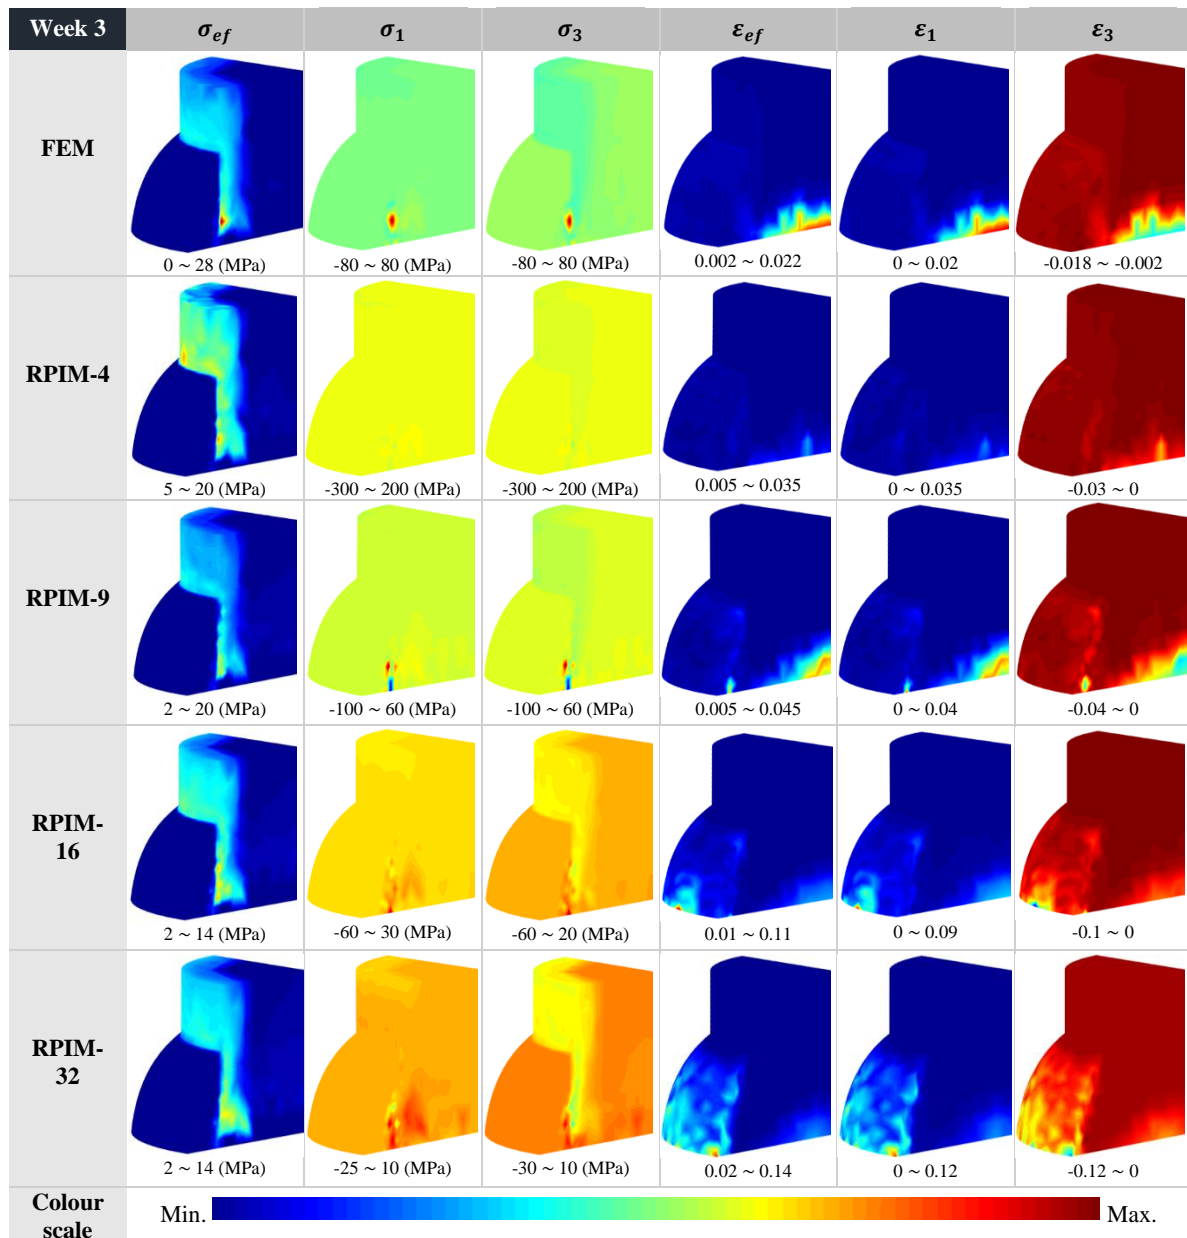 Week 3 σef σ1 σ3 εef ε1 ε3
FEM
0 ~ 28 (MPa) -80 ~ 80 (MPa) -80 ~ 80 (MPa) 0.002 ~ 0.022 0 ~ 0.02 -0.018 ~ -0.002
RPIM-4
5 ~ 20 (MPa) -300 ~ 200 (MPa) -300 ~ 200 (MPa) 0.005 ~ 0.035 0 ~ 0.035 -0.03 ~ 0
RPIM-9
2 ~ 20 (MPa) -100 ~ 60 (MPa) -100 ~ 60 (MPa) 0.005 ~ 0.045 0 ~ 0.04 -0.04 ~ 0
RPIM-
16
2 ~ 14 (MPa) -60 ~ 30 (MPa) -60 ~ 20 (MPa) 0.01 ~ 0.11 0 ~ 0.09 -0.1 ~ 0
RPIM-
32
2 ~ 14 (MPa) -25 ~ 10 (MPa) -30 ~ 10 (MPa) 0.02 ~ 0.14 0 ~ 0.12 -0.12 ~ 0
Colour
scale
Min. Max.